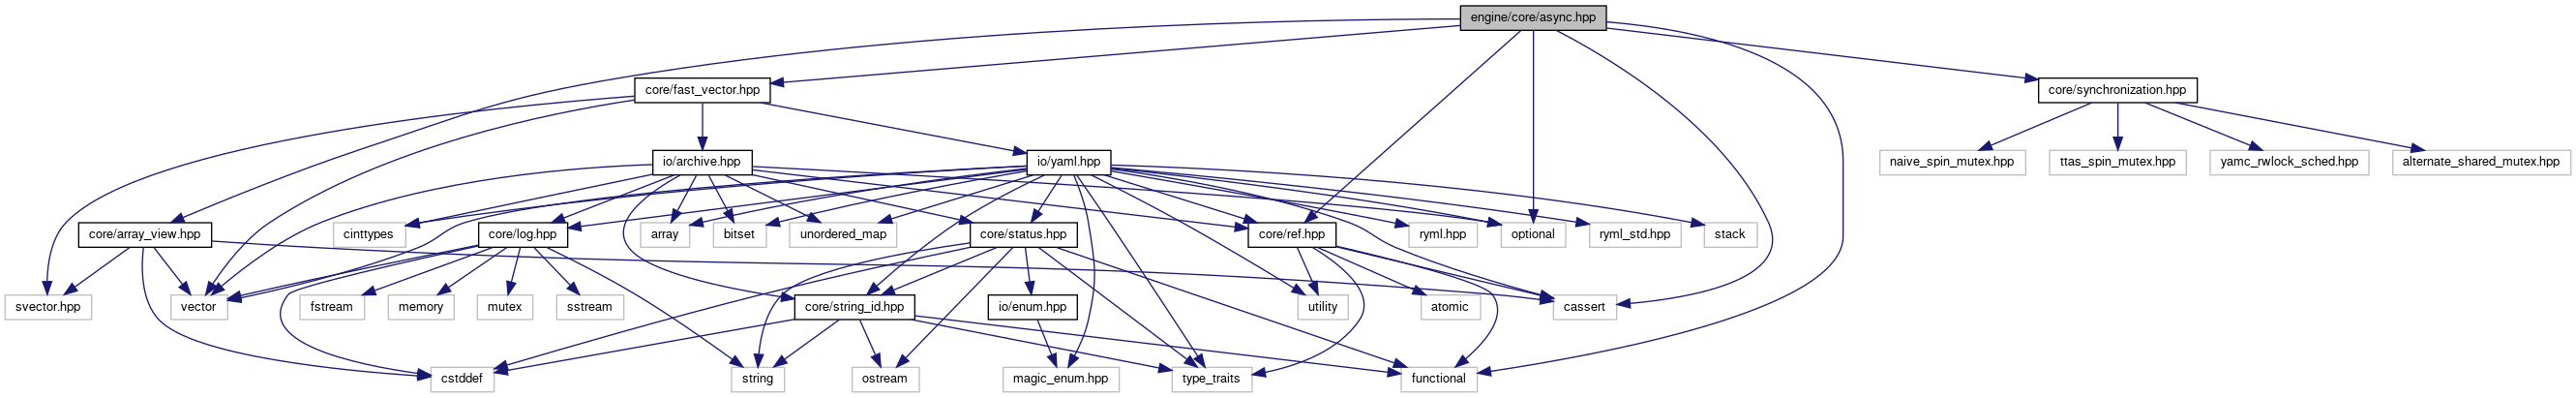 engine/core/async.hpp
core/fast_vector.hpp
core/synchronization.hpp
io/archive.hpp
io/yaml.hpp
naive_spin_mutex.hpp
ttas_spin_mutex.hpp
yamc_rwlock_sched.hpp
alternate_shared_mutex.hpp
core/array_view.hpp
cinttypes
core/log.hpp
array
bitset
unordered_map
core/status.hpp
core/ref.hpp
ryml.hpp
optional
ryml_std.hpp
stack
svector.hpp
vector
fstream
memory
mutex
sstream
core/string_id.hpp
io/enum.hpp
utility
atomic
cassert
cstddef
string
ostream
magic_enum.hpp
type_traits
functional